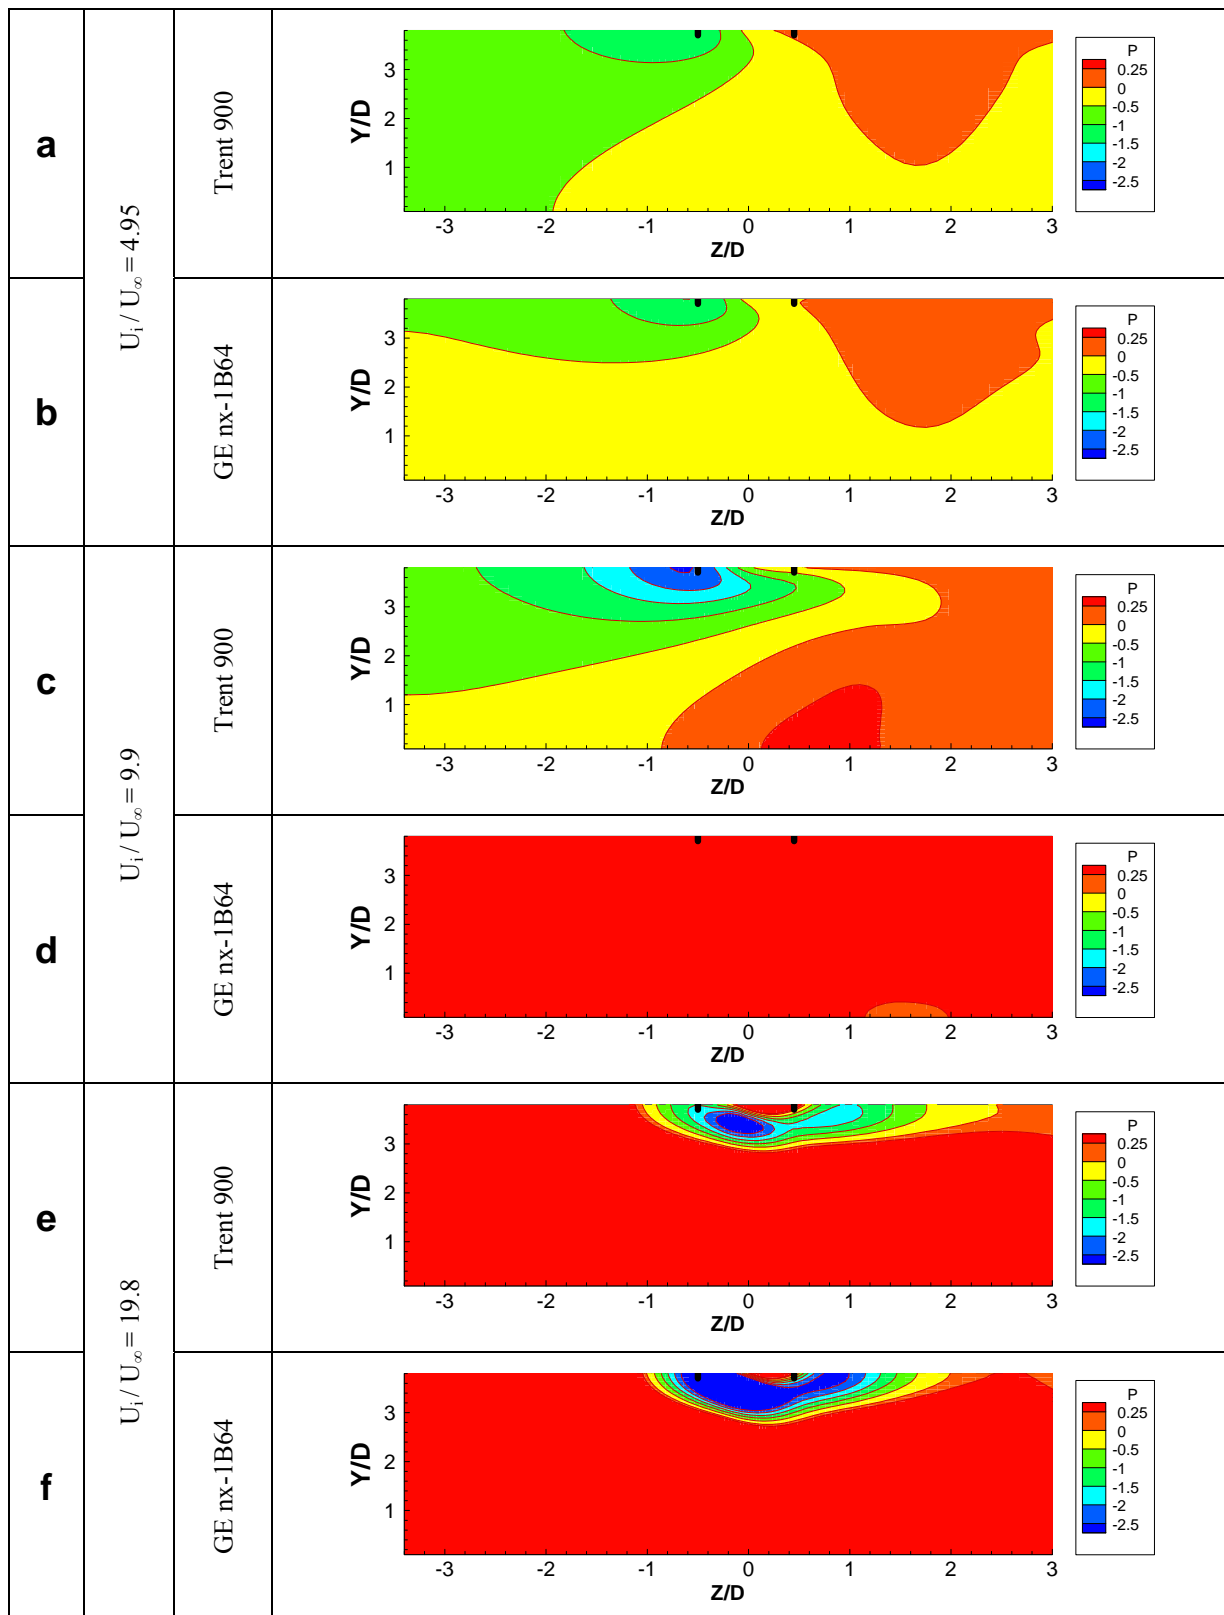 a
U_i / U_∞ = 4.95
Trent 900
Y/D
3
2
1
-3 -2 -1 0 1 2 3
Z/D
P
0.25
0
-0.5
-1
-1.5
-2
-2.5
b
GE nx-1B64
Y/D
3
2
1
-3 -2 -1 0 1 2 3
Z/D
P
0.25
0
-0.5
-1
-1.5
-2
-2.5
c
U_i / U_∞ = 9.9
Trent 900
Y/D
3
2
1
-3 -2 -1 0 1 2 3
Z/D
P
0.25
0
-0.5
-1
-1.5
-2
-2.5
d
GE nx-1B64
Y/D
3
2
1
-3 -2 -1 0 1 2 3
Z/D
P
0.25
0
-0.5
-1
-1.5
-2
-2.5
e
U_i / U_∞ = 19.8
Trent 900
Y/D
3
2
1
-3 -2 -1 0 1 2 3
Z/D
P
0.25
0
-0.5
-1
-1.5
-2
-2.5
f
GE nx-1B64
Y/D
3
2
1
-3 -2 -1 0 1 2 3
Z/D
P
0.25
0
-0.5
-1
-1.5
-2
-2.5